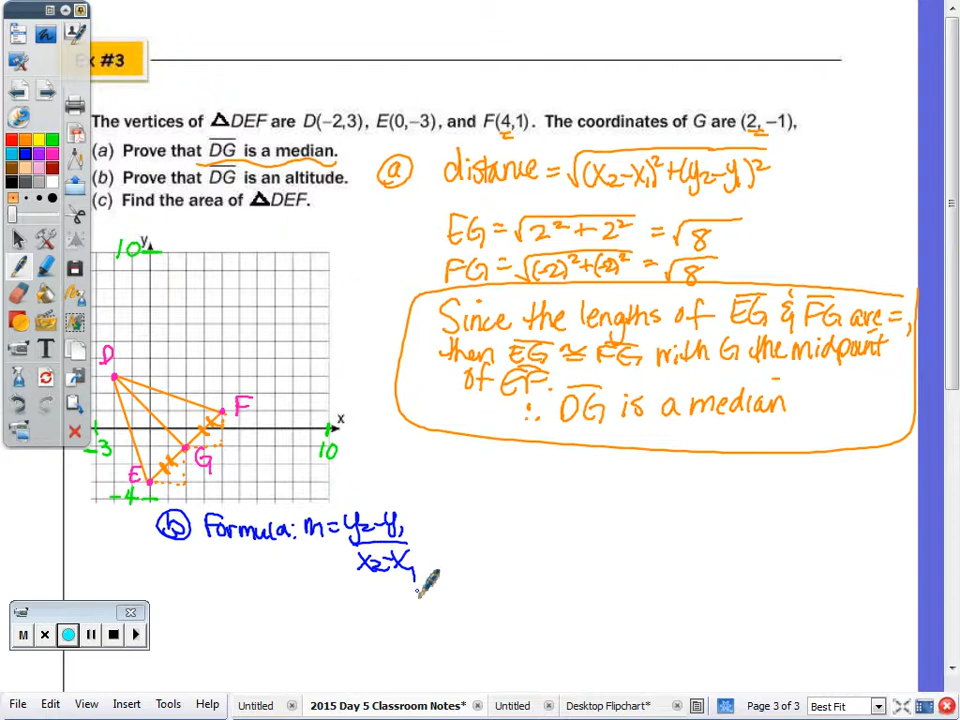 Ex #3
The vertices of △DEF are D(-2,3), E(0,-3), and F(4,1). The coordinates of G are (2, -1),
(a) Prove that DG is a median.
(b) Prove that DG is an altitude.
(c) Find the area of △DEF.
ⓐ distance = √(x₂-x₁)² + (y₂-y₁)²
EG = √2² + 2² = √8
FG = √(-2)² + (-2)² = √8
Since the lengths of EG & FG are =,
then EG ≅ FG with G the midpoint
of EF.
∴ DG is a median
10
y
D
F
x
-3
G
10
E
-4
ⓑ Formula: m = y₂-y₁
x₂-x₁
T
M
File Edit View Insert Tools Help
Untitled
2015 Day 5 Classroom Notes*
Untitled
Desktop Flipchart*
Page 3 of 3
Best Fit